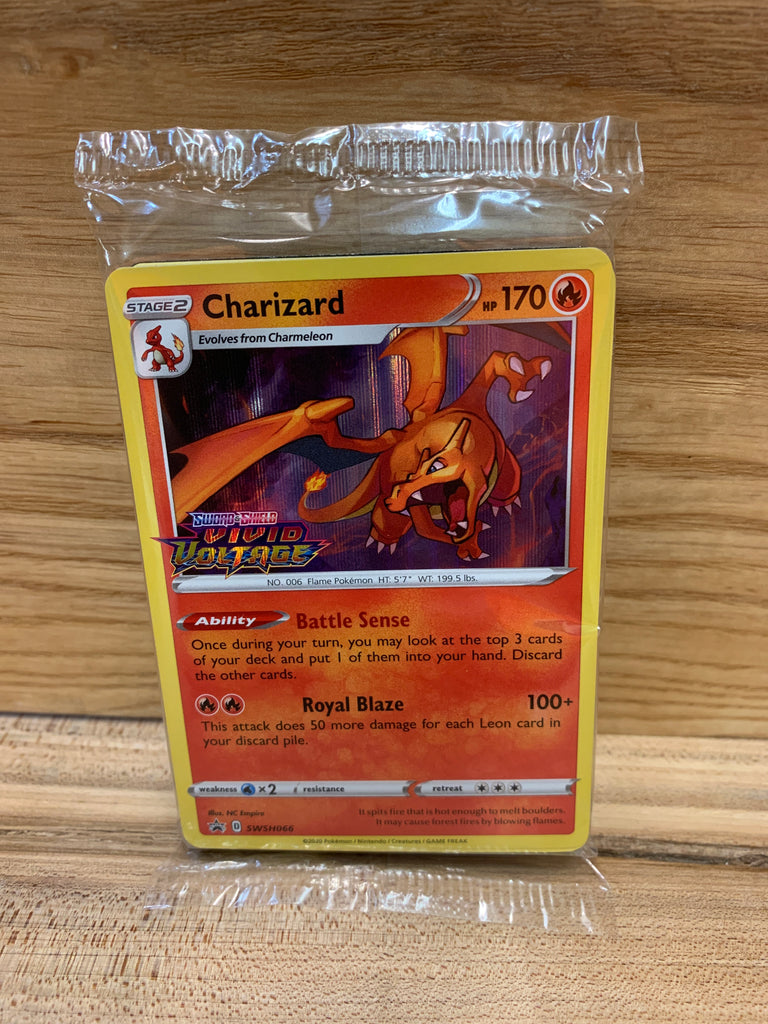 STAGE 2
Charizard
HP 170
Evolves from Charmeleon
SWORD & SHIELD
VIVID
VOLTAGE
NO. 006 Flame Pokémon HT: 5'7" WT: 199.5 lbs.
Ability Battle Sense
Once during your turn, you may look at the top 3 cards
of your deck and put 1 of them into your hand. Discard
the other cards.
Royal Blaze 100+
This attack does 50 more damage for each Leon card in
your discard pile.
weakness ×2 resistance retreat
Illus. NC Empire
It spits fire that is hot enough to melt boulders.
It may cause forest fires by blowing flames.
D SWSH066
©2020 Pokémon / Nintendo / Creatures / GAME FREAK